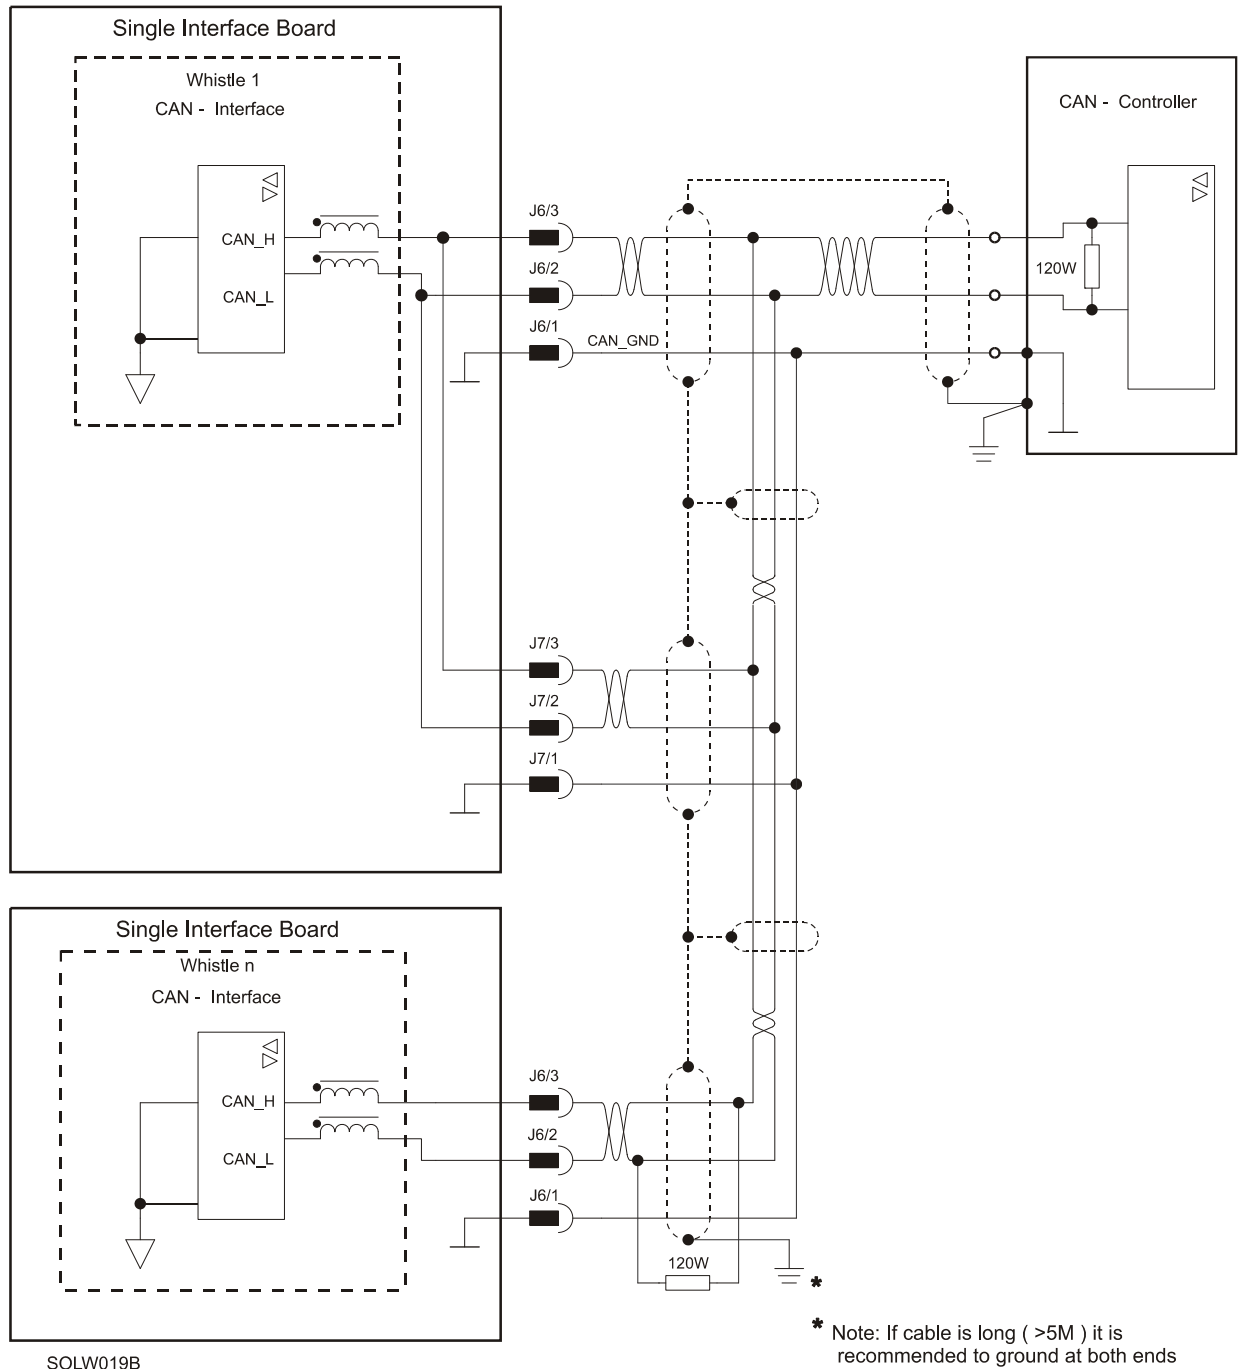 Single Interface Board
Whistle 1
CAN - Interface
CAN_H
CAN_L
J6/3
J6/2
J6/1
CAN_GND
CAN - Controller
120W
J7/3
J7/2
J7/1
Single Interface Board
Whistle n
CAN - Interface
CAN_H
CAN_L
J6/3
J6/2
J6/1
120W
*
* Note: If cable is long ( >5M ) it is
recommended to ground at both ends
SOLW019B